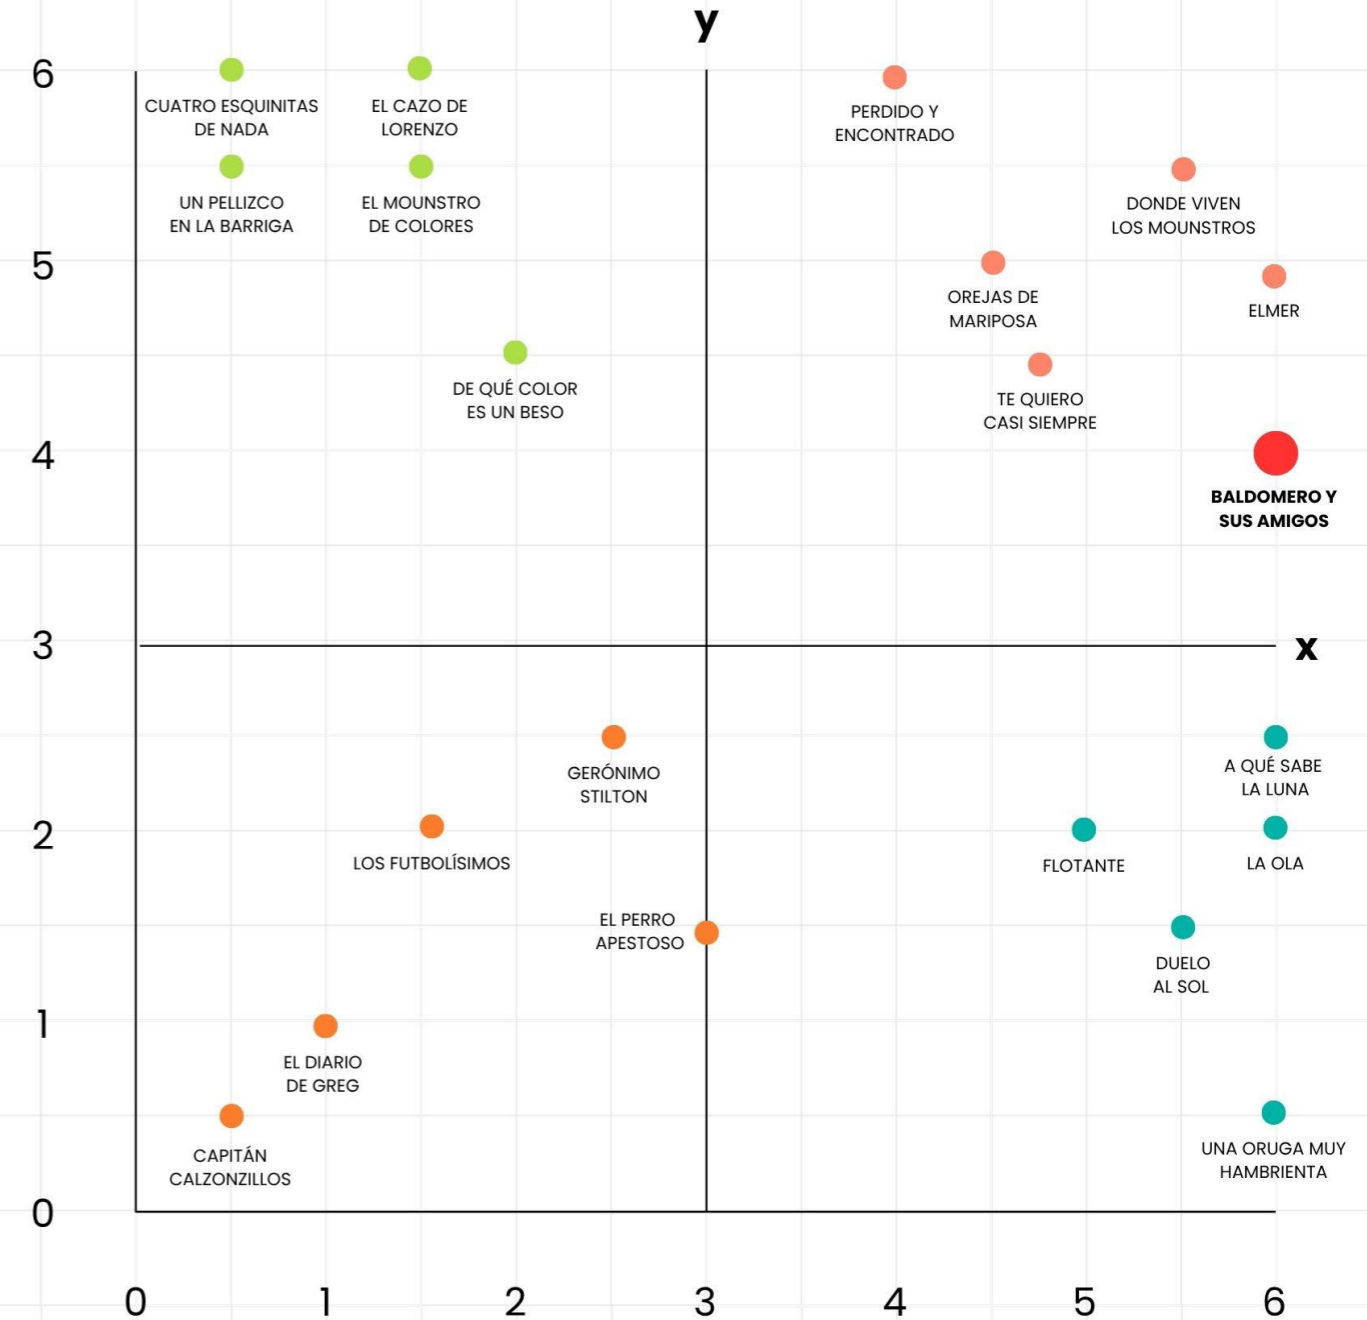 y
6
CUATRO ESQUINITAS
DE NADA
EL CAZO DE
LORENZO
PERDIDO Y
ENCONTRADO
UN PELLIZCO
EN LA BARRIGA
EL MOUNSTRO
DE COLORES
DONDE VIVEN
LOS MOUNSTROS
5
OREJAS DE
MARIPOSA
ELMER
DE QUÉ COLOR
ES UN BESO
TE QUIERO
CASI SIEMPRE
4
BALDOMERO Y
SUS AMIGOS
3
x
GERÓNIMO
STILTON
A QUÉ SABE
LA LUNA
2
LOS FUTBOLÍSIMOS
FLOTANTE
LA OLA
EL PERRO
APESTOSO
DUELO
AL SOL
1
EL DIARIO
DE GREG
CAPITÁN
CALZONZILLOS
UNA ORUGA MUY
HAMBRIENTA
0
0 1 2 3 4 5 6